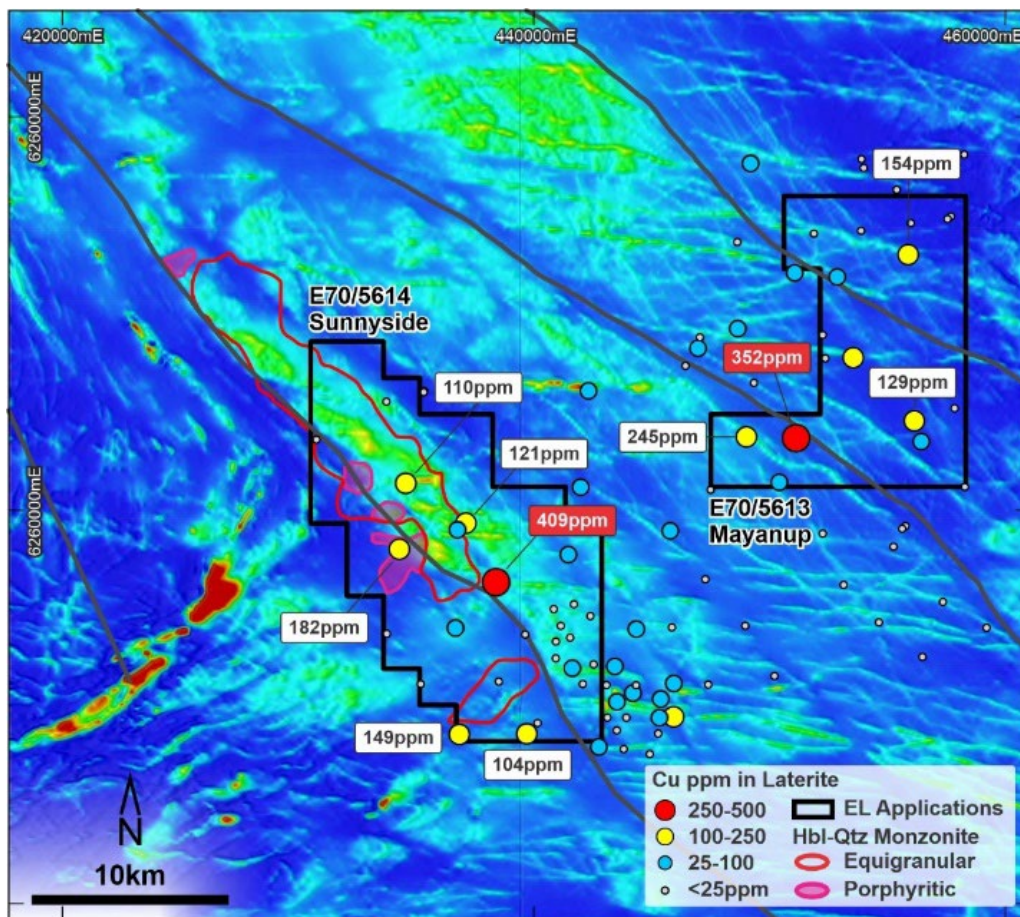 420000mE
440000mE
460000mE
6260000mE
154ppm
E70/5614
Sunnyside
352ppm
110ppm
129ppm
245ppm
121ppm
E70/5613
Mayanup
409ppm
6260000mE
182ppm
149ppm
104ppm
N
10km
Cu ppm in Laterite
250-500
EL Applications
100-250
Hbl-Qtz Monzonite
25-100
Equigranular
<25ppm
Porphyritic